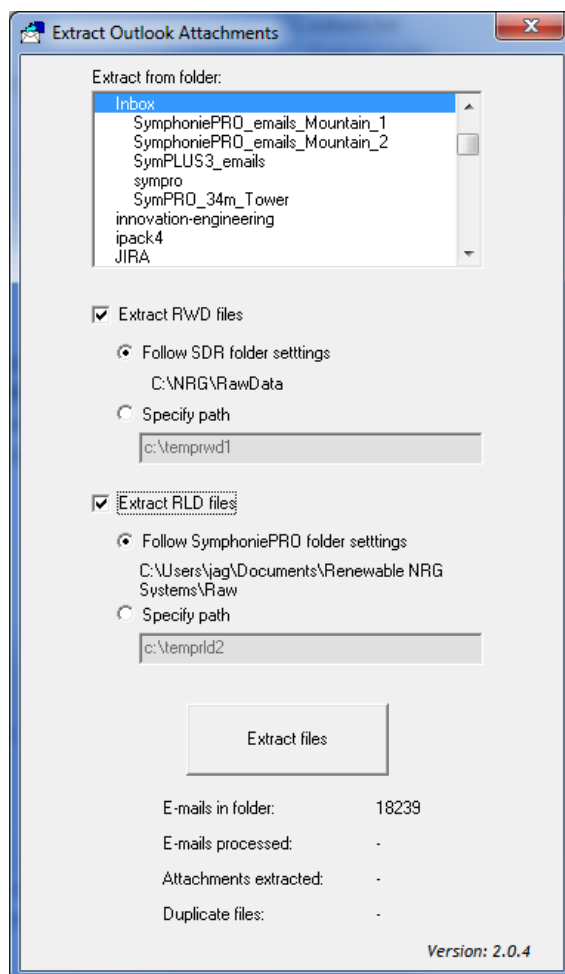 Extract Outlook Attachments
Extract from folder:
Inbox
SymphoniePRO_emails_Mountain_1
SymphoniePRO_emails_Mountain_2
SymPLUS3_emails
sympro
SymPRO_34m_Tower
innovation-engineering
ipack4
JIRA
Extract RWD files
Follow SDR folder setttings
C:\NRG\RawData
Specify path
c:\temprwd1
Extract RLD files
Follow SymphoniePRO folder setttings
C:\Users\jag\Documents\Renewable NRG
Systems\Raw
Specify path
c:\temprld2
Extract files
E-mails in folder: 18239
E-mails processed: -
Attachments extracted: -
Duplicate files: -
Version: 2.0.4